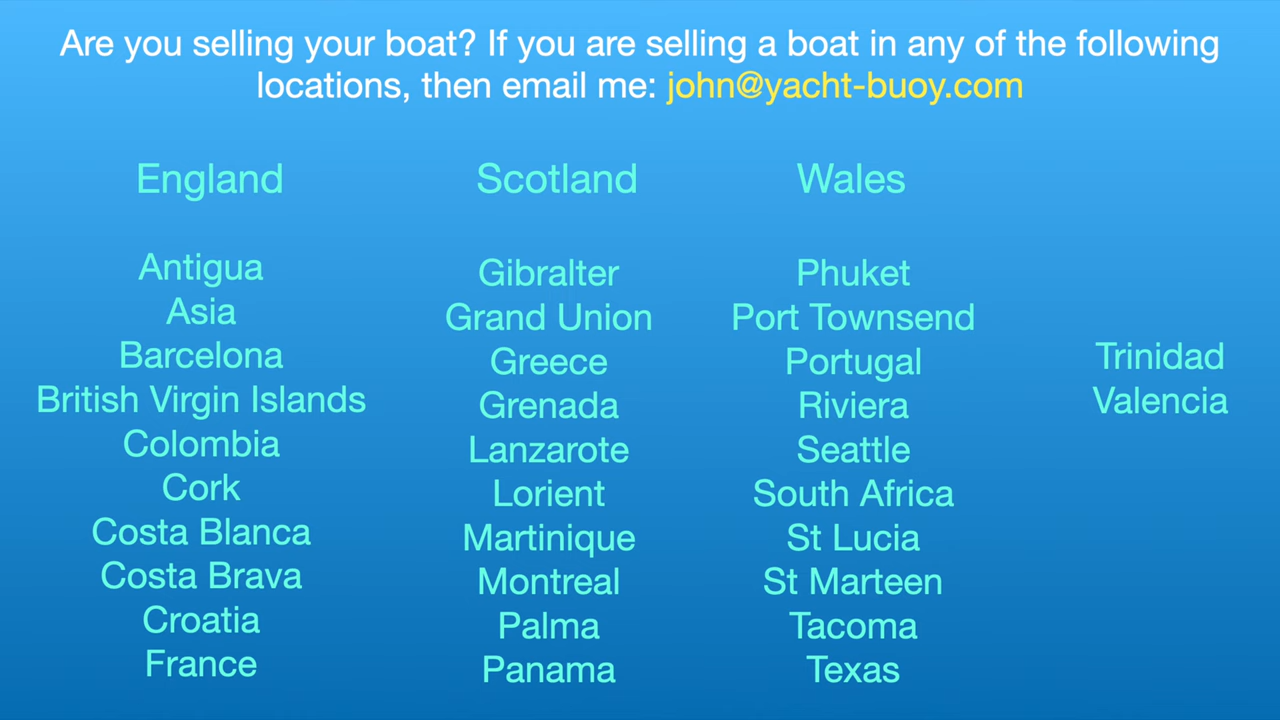 Are you selling your boat? If you are selling a boat in any of the following
locations, then email me: john@yacht-buoy.com
England
Scotland
Wales
Antigua
Asia
Barcelona
British Virgin Islands
Colombia
Cork
Costa Blanca
Costa Brava
Croatia
France
Gibralter
Grand Union
Greece
Grenada
Lanzarote
Lorient
Martinique
Montreal
Palma
Panama
Phuket
Port Townsend
Portugal
Riviera
Seattle
South Africa
St Lucia
St Marteen
Tacoma
Texas
Trinidad
Valencia